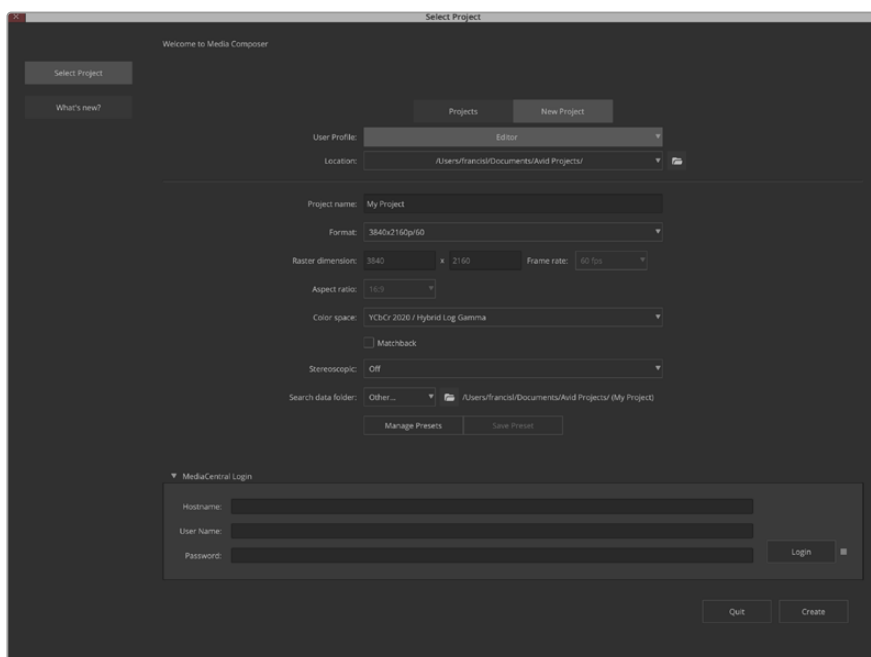 Select Project
Welcome to Media Composer
Select Project
What's new?
Projects New Project
User Profile: Editor
Location: /Users/francisl/Documents/Avid Projects/
Project name: My Project
Format: 3840x2160p/60
Raster dimension: 3840 x 2160 Frame rate: 60 fps
Aspect ratio: 16:9
Color space: YCbCr 2020 / Hybrid Log Gamma
Matchback
Stereoscopic: Off
Search data folder: Other... /Users/francisl/Documents/Avid Projects/ (My Project)
Manage Presets Save Preset
MediaCentral Login
Hostname:
User Name:
Password:
Login
Quit Create